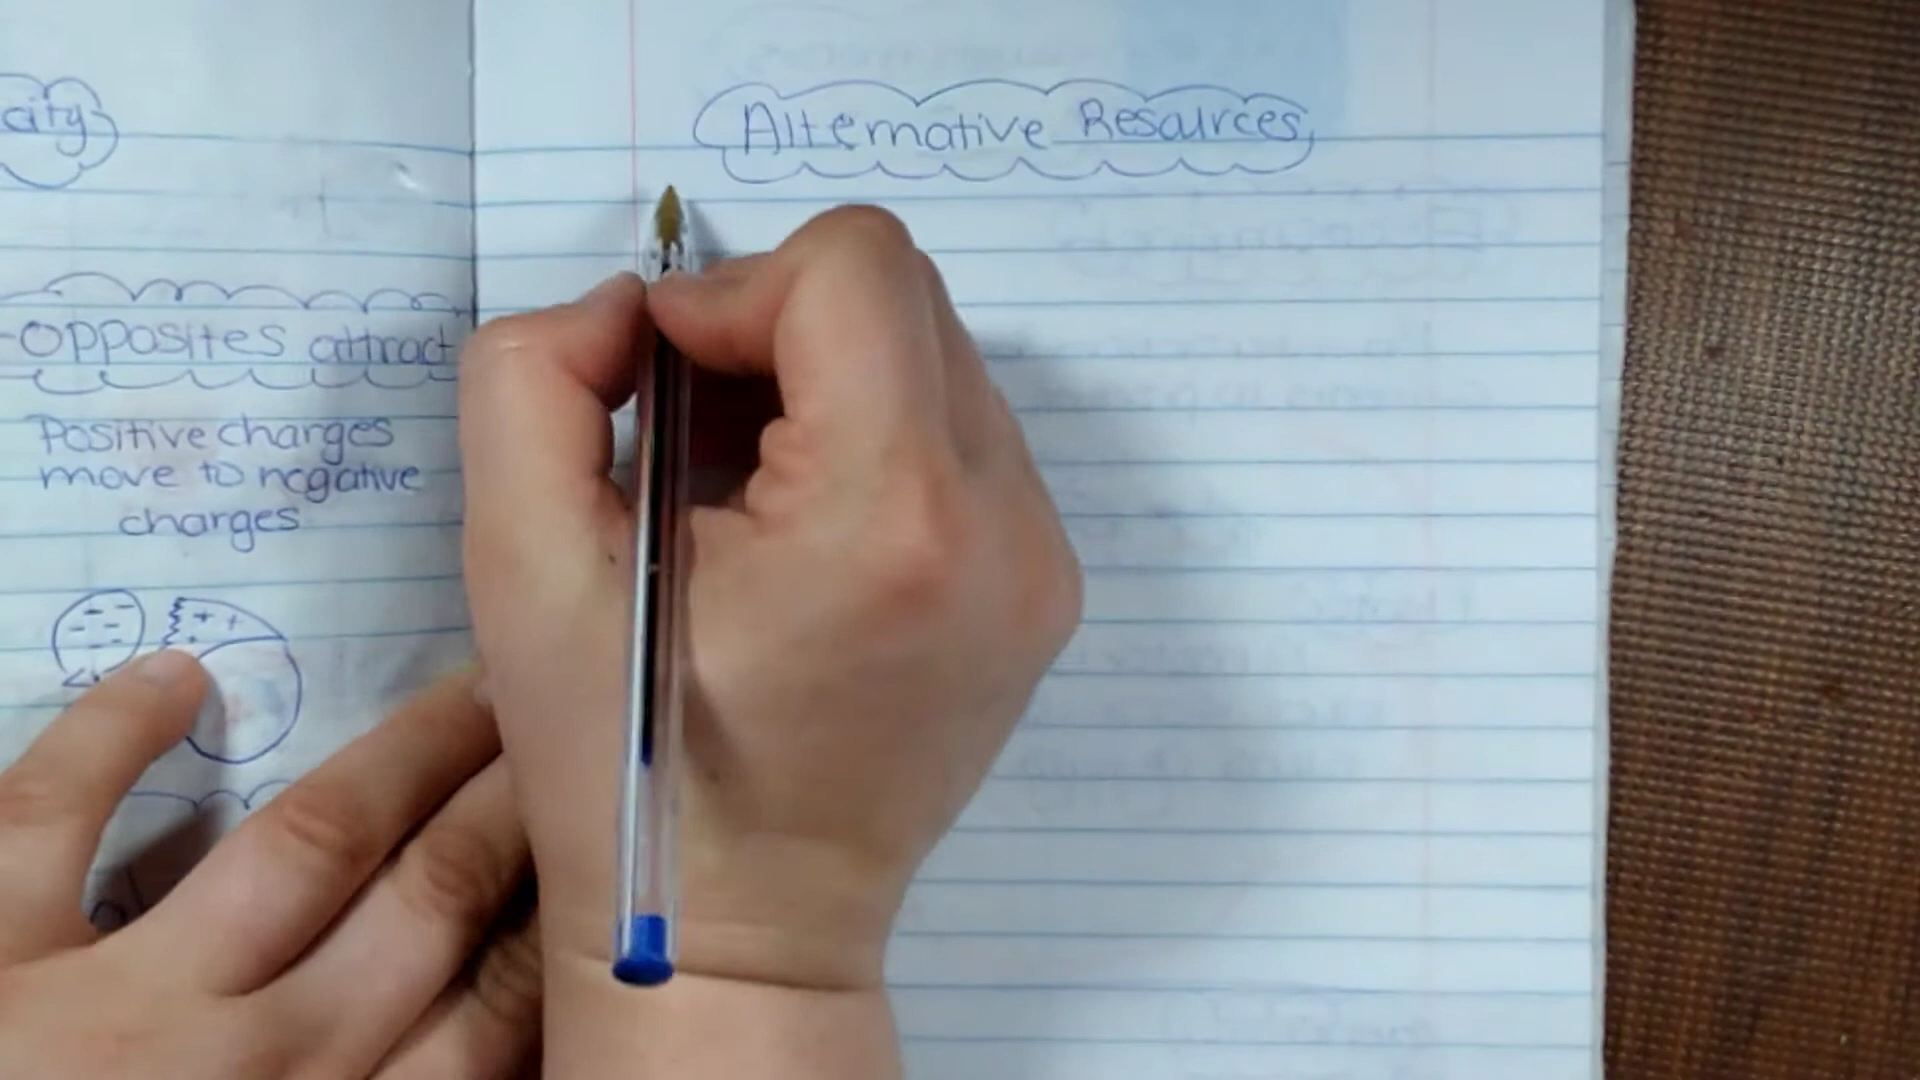 city
-Opposites attract
Positive charges
move to negative
charges
Alternative Resources